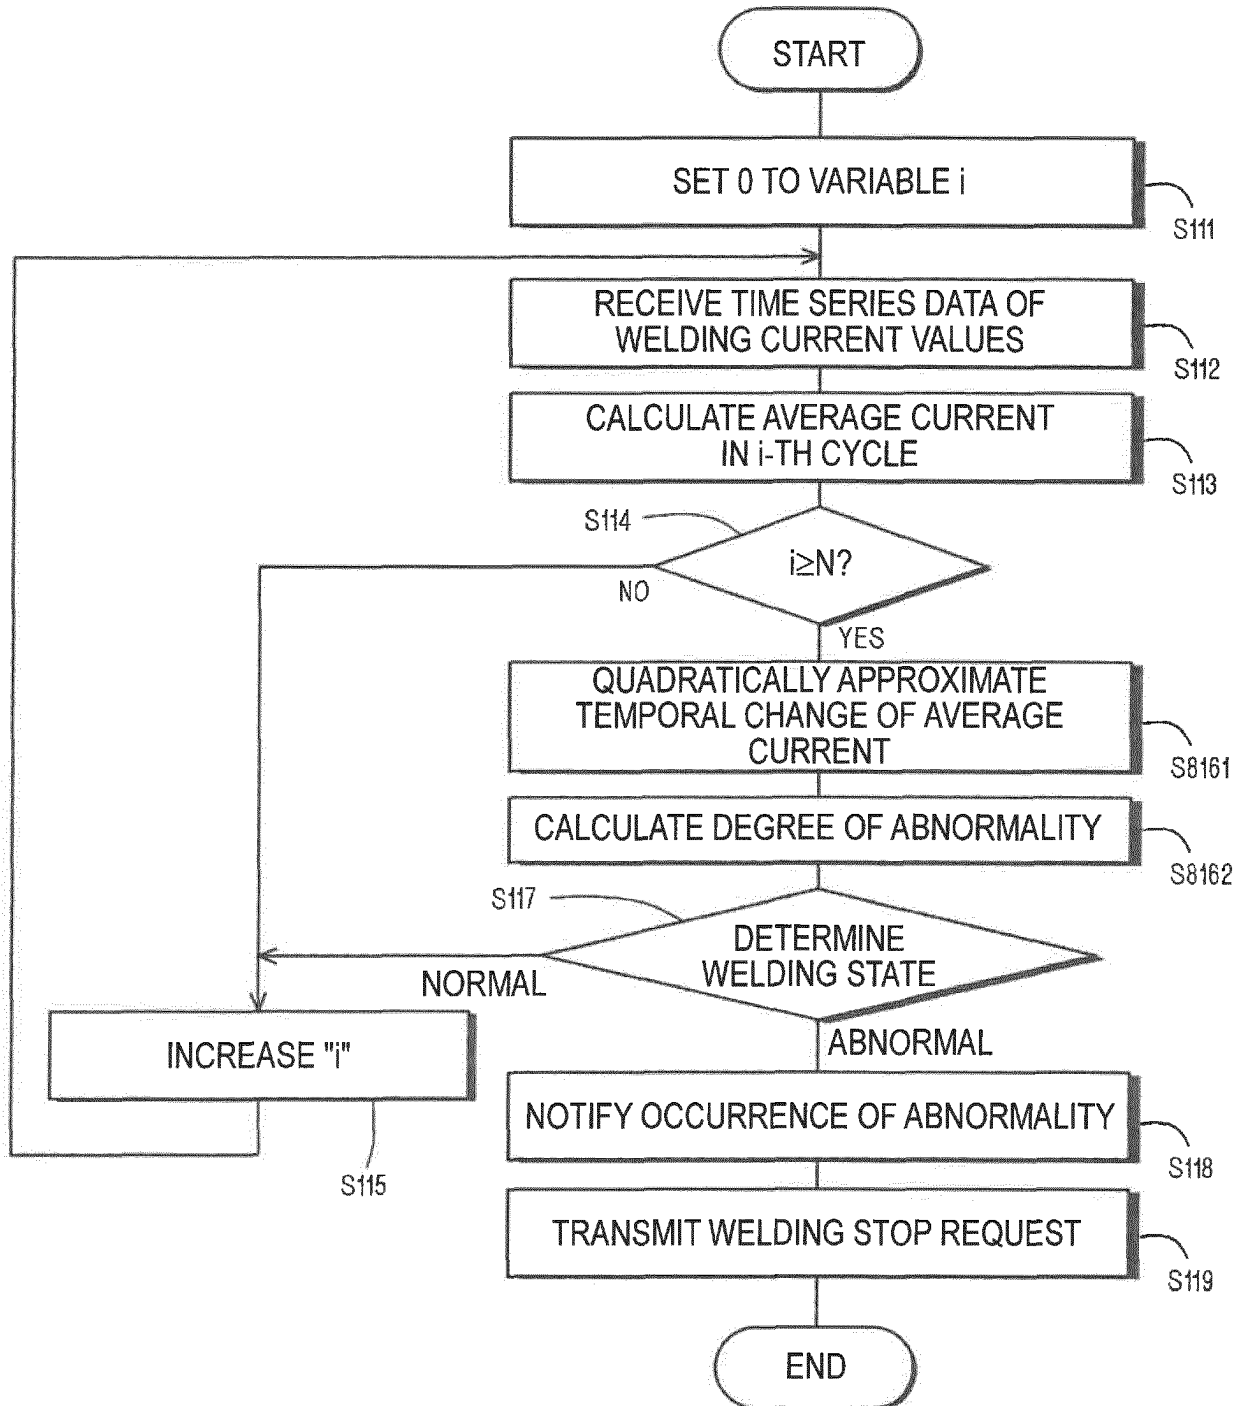 START
SET 0 TO VARIABLE i
S111
RECEIVE TIME SERIES DATA OF
WELDING CURRENT VALUES
S112
CALCULATE AVERAGE CURRENT
IN i-TH CYCLE
S113
S114
i≥N?
NO
YES
QUADRATICALLY APPROXIMATE
TEMPORAL CHANGE OF AVERAGE
CURRENT
S8161
CALCULATE DEGREE OF ABNORMALITY
S8162
S117
DETERMINE
WELDING STATE
NORMAL
ABNORMAL
INCREASE "i"
S115
NOTIFY OCCURRENCE OF ABNORMALITY
S118
TRANSMIT WELDING STOP REQUEST
S119
END